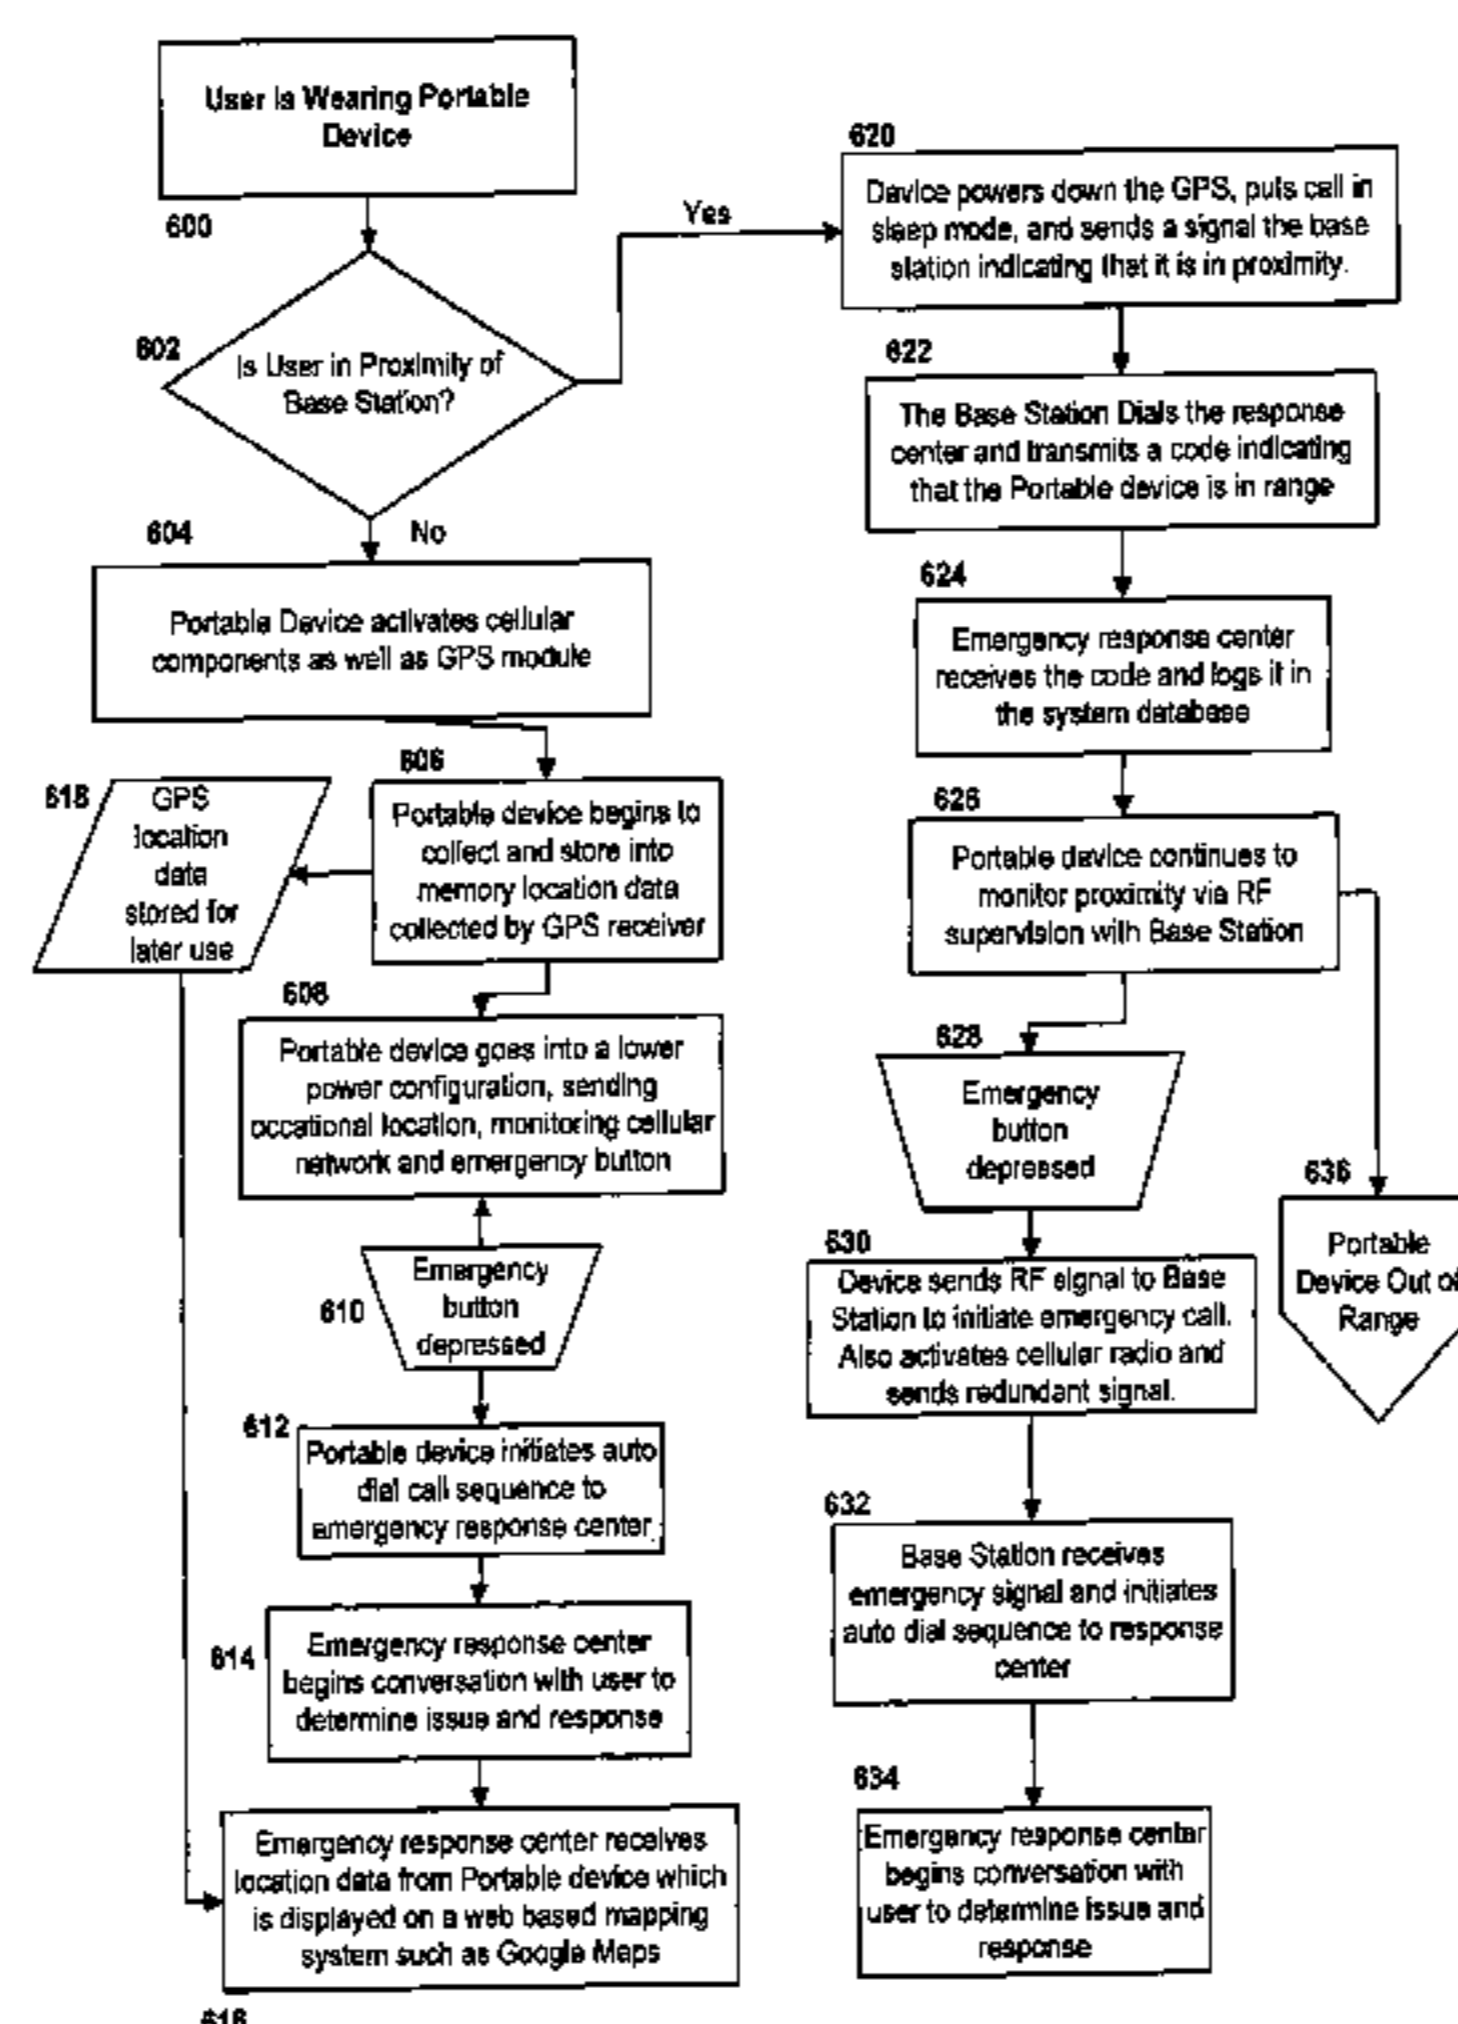 User is Wearing Portable
Device
600
602
Is User in Proximity of
Base Station?
Yes
No
604
Portable Device activates cellular
components as well as GPS module
606
Portable device begins to
collect and store into
memory location data
collected by GPS receiver
618
GPS
location
data
stored for
later use
608
Portable device goes into a lower
power configuration, sending
occational location, monitoring cellular
network and emergency button
610
Emergency
button
depressed
612
Portable device initiates auto
dial call sequence to
emergency response center
614
Emergency response center
begins conversation with user to
determine issue and response
Emergency response center receives
location data from Portable device which
is displayed on a web based mapping
system such as Google Maps
616
620
Device powers down the GPS, puts call in
sleep mode, and sends a signal the base
station indicating that it is in proximity.
622
The Base Station Dials the response
center and transmits a code indicating
that the Portable device is in range
624
Emergency response center
receives the code and logs it in
the system database
626
Portable device continues to
monitor proximity via RF
supervision with Base Station
628
Emergency
button
depressed
636
Portable
Device Out of
Range
630
Device sends RF signal to Base
Station to initiate emergency call.
Also activates cellular radio and
sends redundant signal.
632
Base Station receives
emergency signal and initiates
auto dial sequence to response
center
634
Emergency response center
begins conversation with
user to determine issue and
response